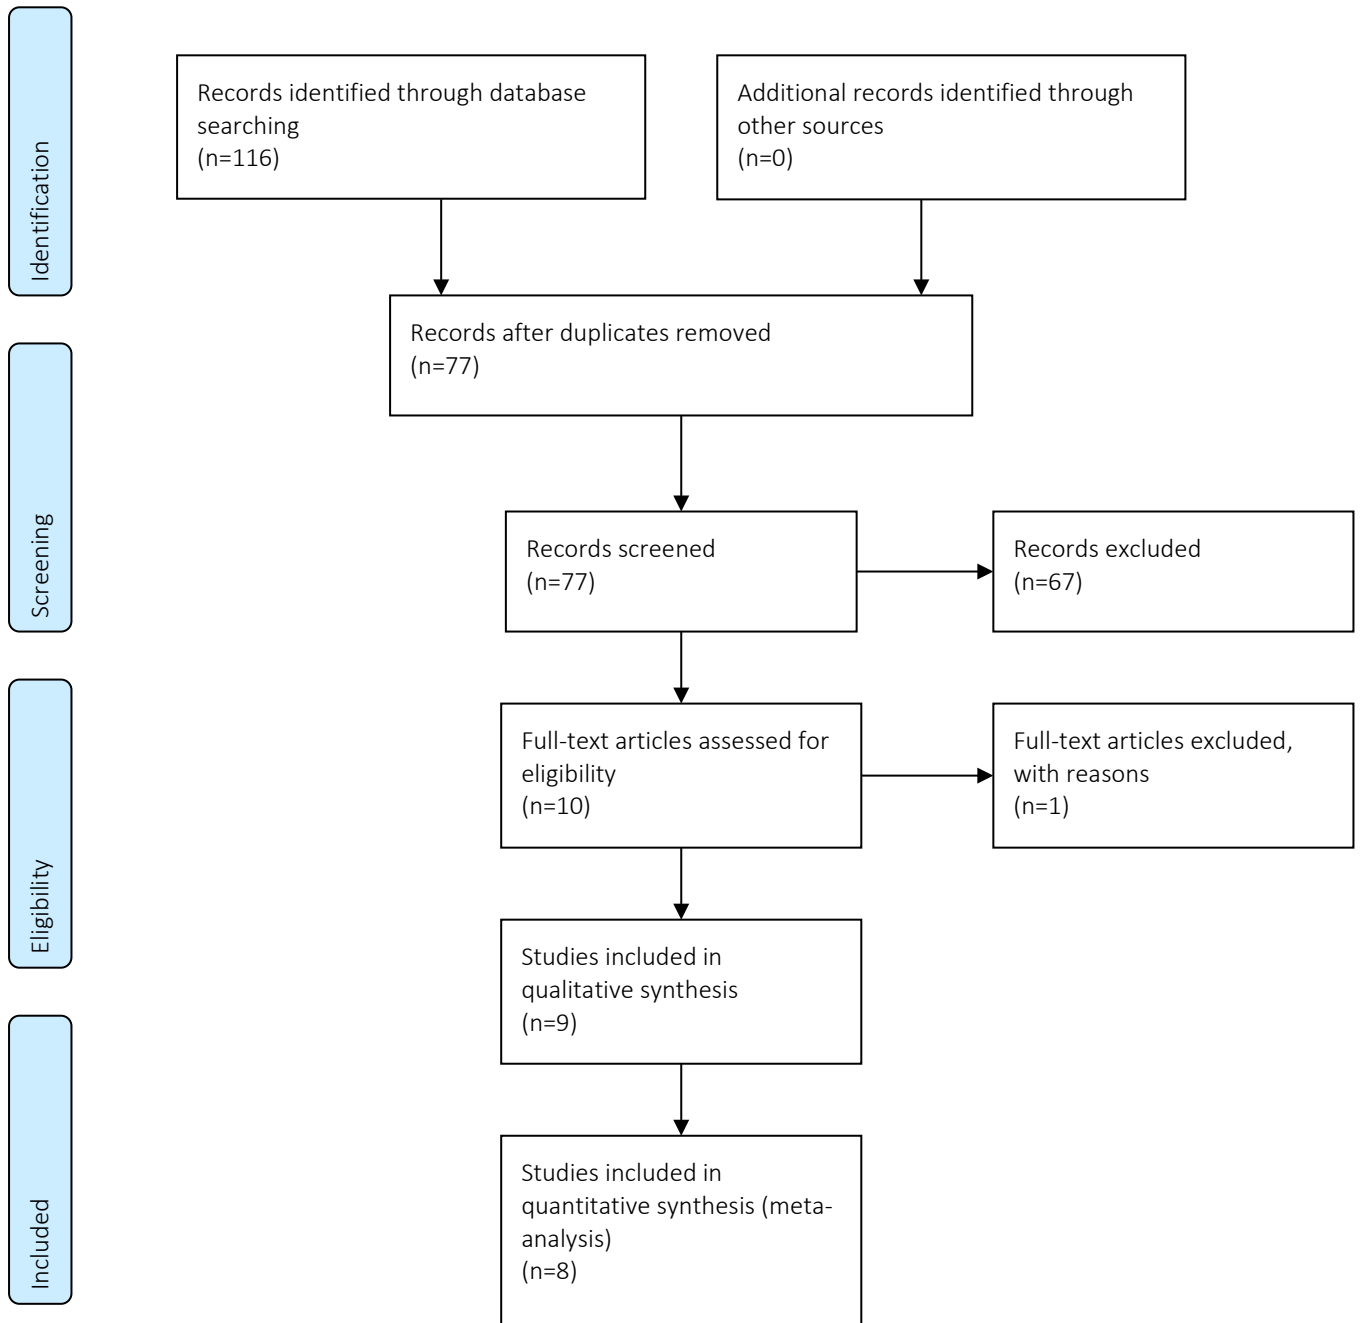 Identification
Records identified through database
searching
(n=116)
Additional records identified through
other sources
(n=0)
Records after duplicates removed
(n=77)
Screening
Records screened
(n=77)
Records excluded
(n=67)
Eligibility
Full-text articles assessed for
eligibility
(n=10)
Full-text articles excluded,
with reasons
(n=1)
Studies included in
qualitative synthesis
(n=9)
Included
Studies included in
quantitative synthesis (meta-
analysis)
(n=8)